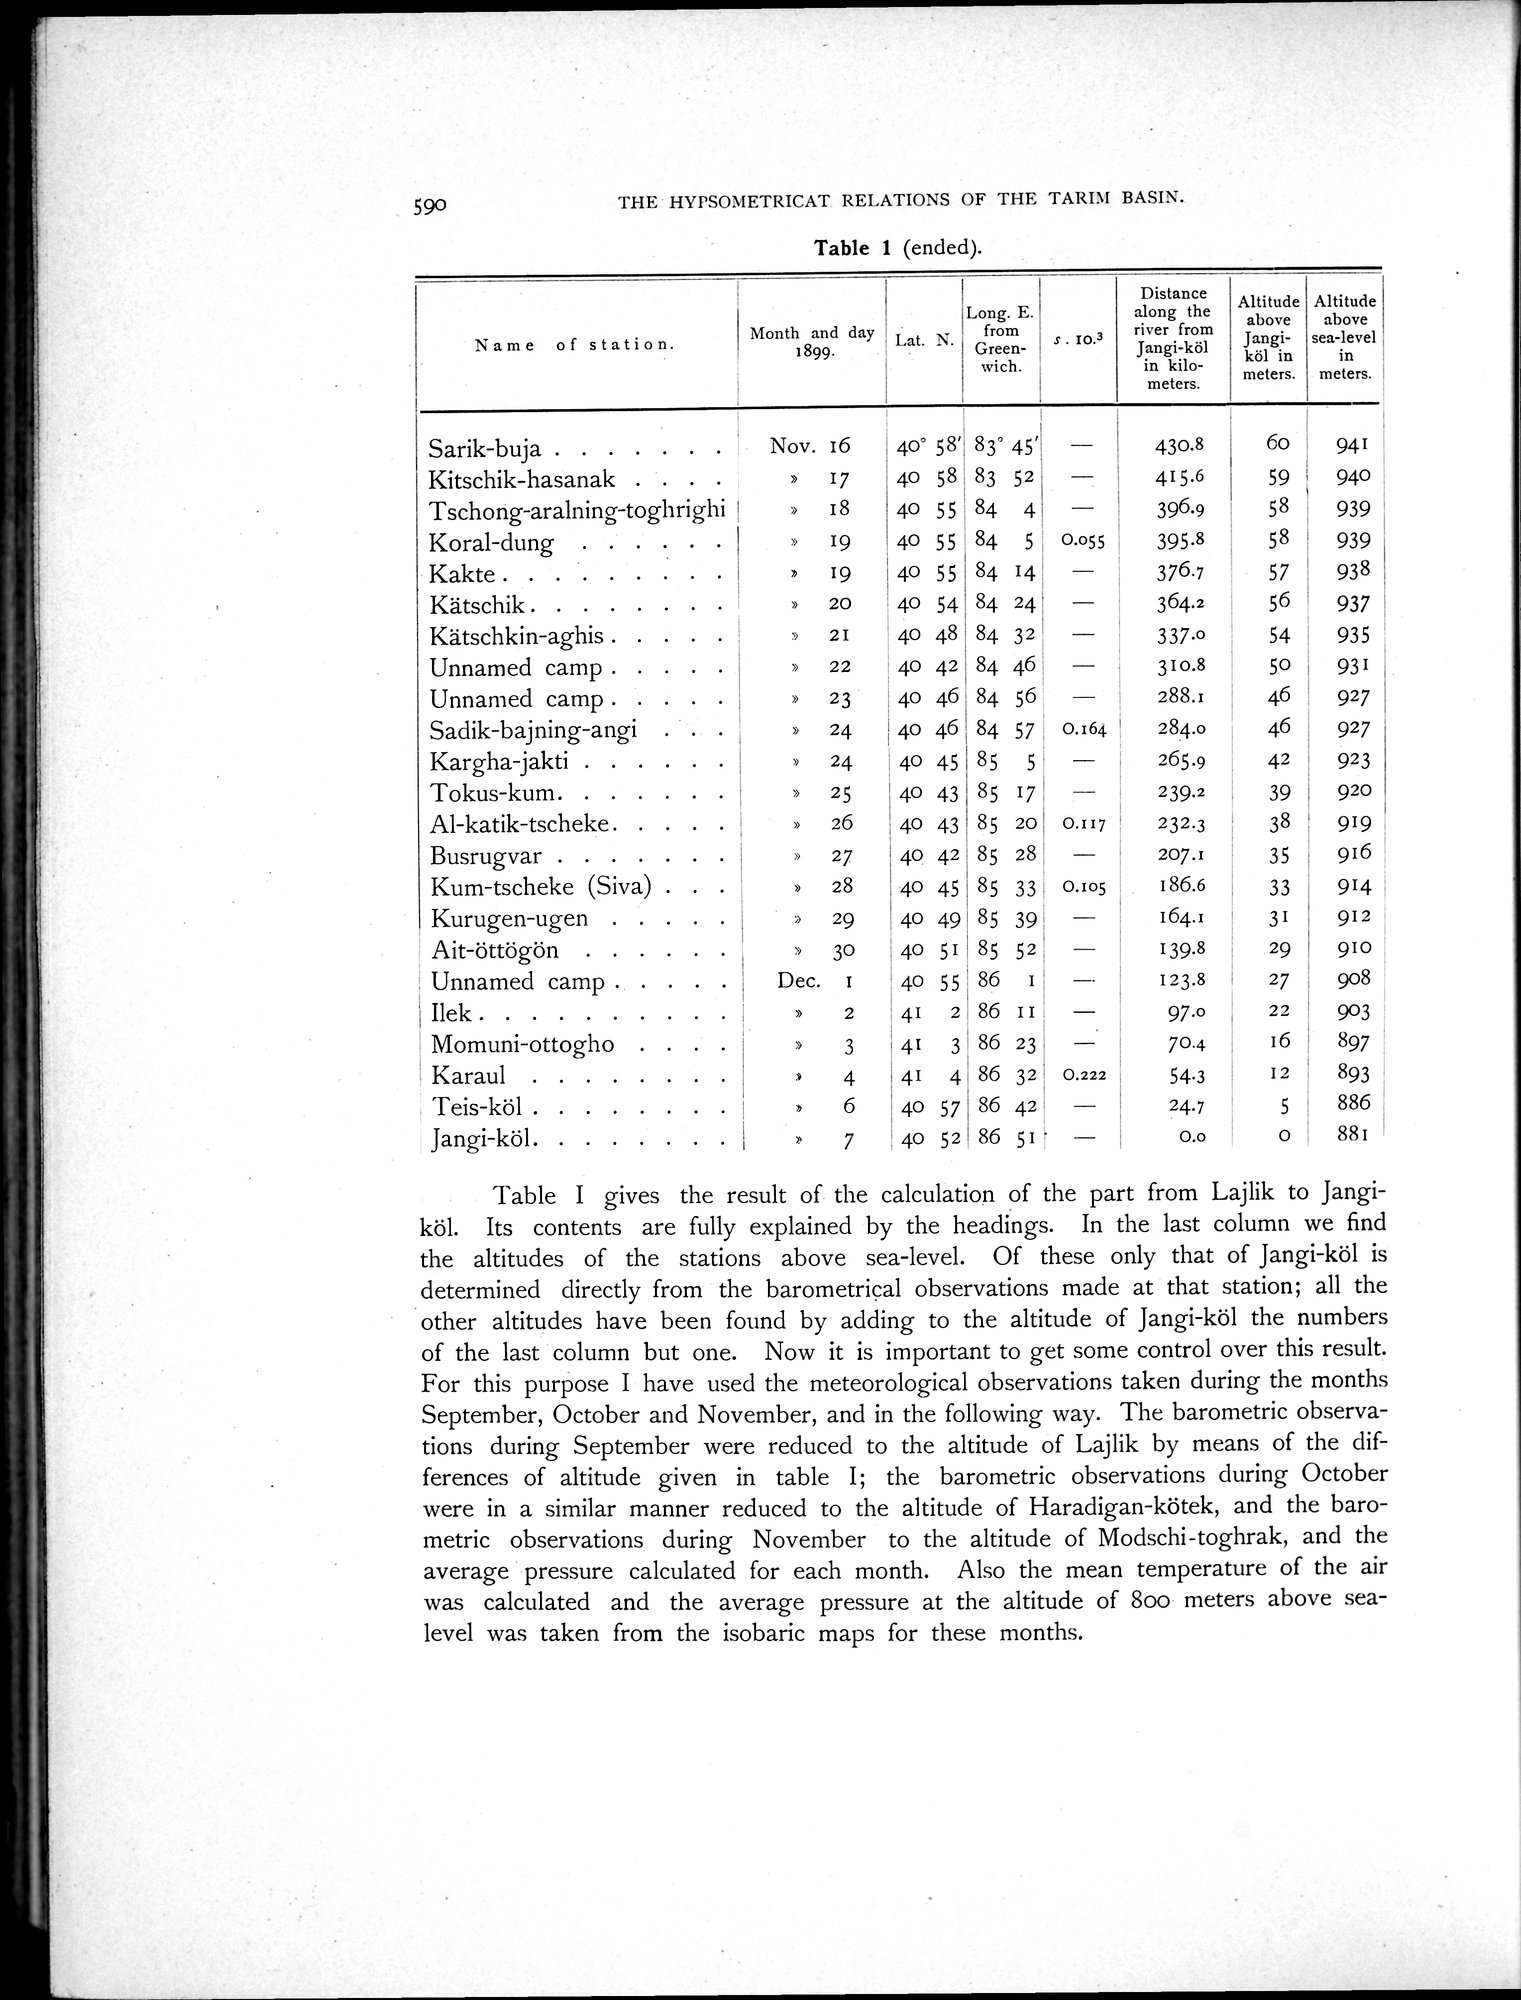 590
THE HYPSOMETRICAT RELATIONS OF THE TARIM BASIN.
Table 1 (ended).
Name of station. | Month and day 1899. | Lat. N. | Long. E. from Green-wich. | s . 10.³ | Distance along the river from Jangi-köl in kilo-meters. | Altitude above Jangi-köl in meters. | Altitude above sea-level in meters.
Sarik-buja . . . . . . . Nov. 16 40° 58′ 83° 45′ — 430.8 60 941
Kitschik-hasanak . . . . » 17 40 58 83 52 — 415.6 59 940
Tschong-aralning-toghrighi » 18 40 55 84 4 — 396.9 58 939
Koral-dung . . . . . . » 19 40 55 84 5 0.055 395.8 58 939
Kakte . . . . . . . . . » 19 40 55 84 14 — 376.7 57 938
Kätschik . . . . . . . . » 20 40 54 84 24 — 364.2 56 937
Kätschkin-aghis . . . . . » 21 40 48 84 32 — 337.0 54 935
Unnamed camp . . . . . » 22 40 42 84 46 — 310.8 50 931
Unnamed camp . . . . . » 23 40 46 84 56 — 288.1 46 927
Sadik-bajning-angi . . . » 24 40 46 84 57 0.164 284.0 46 927
Kargha-jakti . . . . . . » 24 40 45 85 5 — 265.9 42 923
Tokus-kum . . . . . . . » 25 40 43 85 17 — 239.2 39 920
Al-katik-tscheke . . . . . » 26 40 43 85 20 0.117 232.3 38 919
Busrugvar . . . . . . . » 27 40 42 85 28 — 207.1 35 916
Kum-tscheke (Siva) . . . » 28 40 45 85 33 0.105 186.6 33 914
Kurugen-ugen . . . . . » 29 40 49 85 39 — 164.1 31 912
Ait-öttögön . . . . . . » 30 40 51 85 52 — 139.8 29 910
Unnamed camp . . . . . Dec. 1 40 55 86 1 — 123.8 27 908
Ilek . . . . . . . . . . » 2 41 2 86 11 — 97.0 22 903
Momuni-ottogho . . . . » 3 41 3 86 23 — 70.4 16 897
Karaul . . . . . . . . » 4 41 4 86 32 0.222 54.3 12 893
Teis-köl . . . . . . . . » 6 40 57 86 42 — 24.7 5 886
Jangi-köl . . . . . . . . » 7 40 52 86 51 — 0.0 0 881
Table I gives the result of the calculation of the part from Lajlik to Jangi-
köl. Its contents are fully explained by the headings. In the last column we find
the altitudes of the stations above sea-level. Of these only that of Jangi-köl is
determined directly from the barometrical observations made at that station; all the
other altitudes have been found by adding to the altitude of Jangi-köl the numbers
of the last column but one. Now it is important to get some control over this result.
For this purpose I have used the meteorological observations taken during the months
September, October and November, and in the following way. The barometric observa-
tions during September were reduced to the altitude of Lajlik by means of the dif-
ferences of altitude given in table I; the barometric observations during October
were in a similar manner reduced to the altitude of Haradigan-kötek, and the baro-
metric observations during November to the altitude of Modschi-toghrak, and the
average pressure calculated for each month. Also the mean temperature of the air
was calculated and the average pressure at the altitude of 800 meters above sea-
level was taken from the isobaric maps for these months.